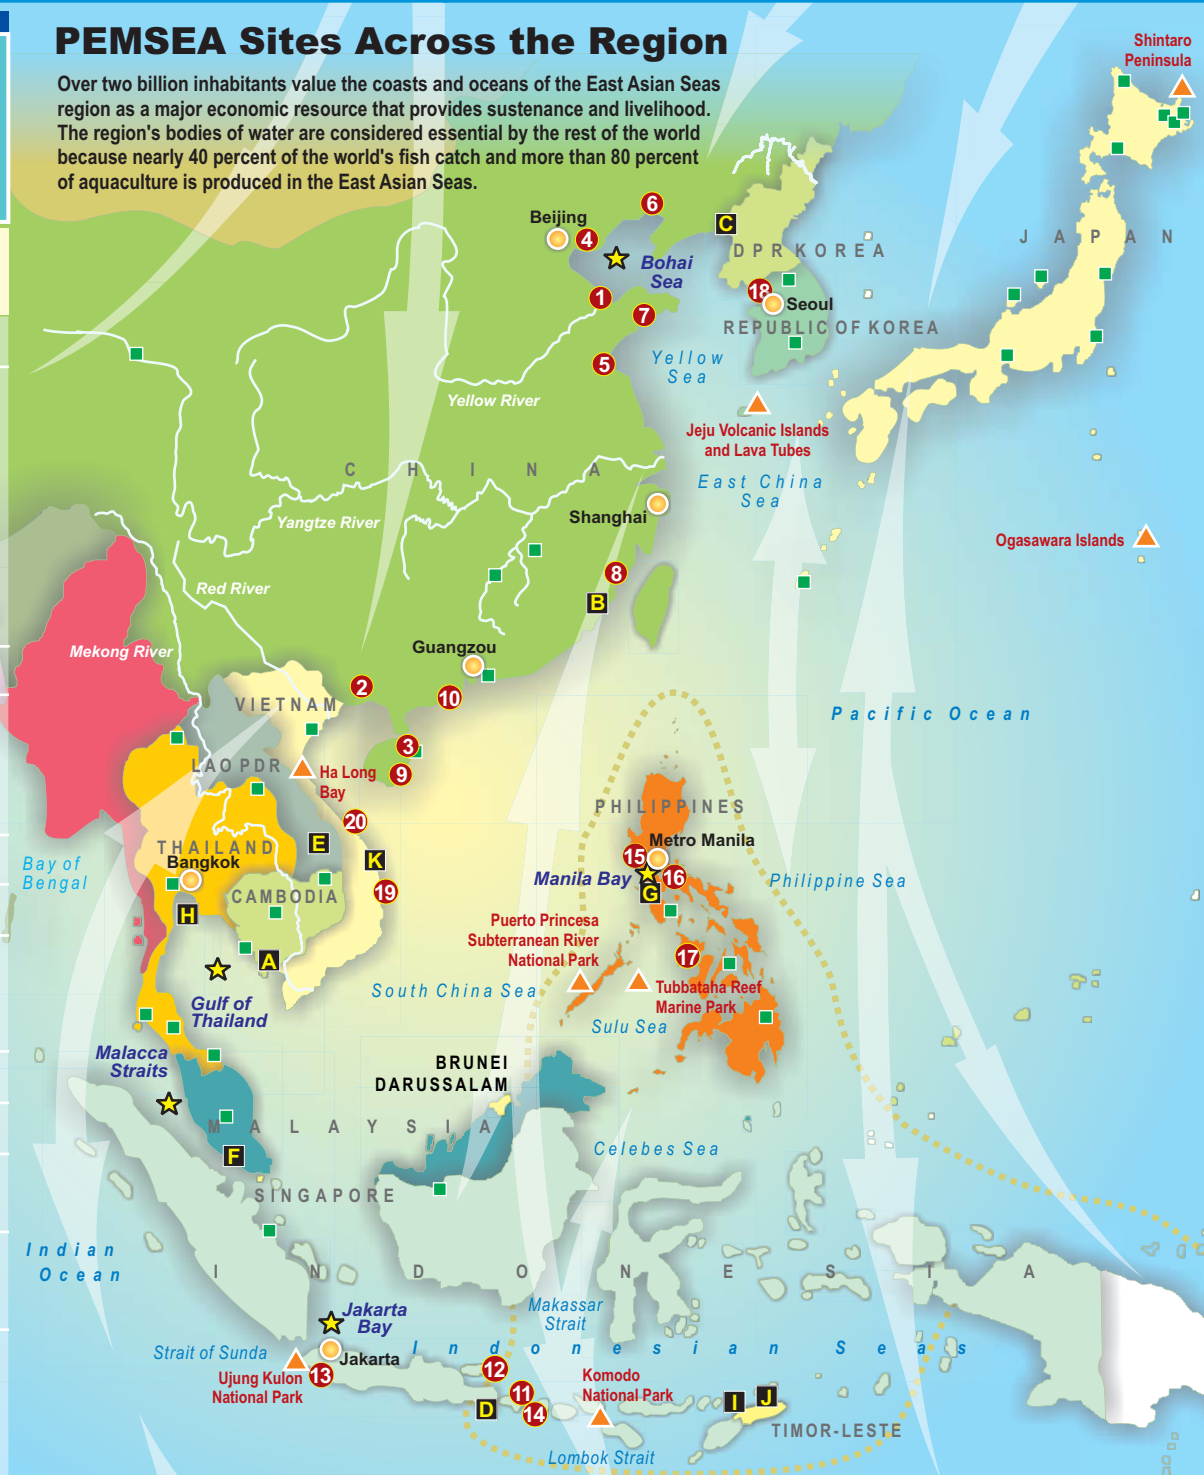 PEMSEA Sites Across the Region
Over two billion inhabitants value the coasts and oceans of the East Asian Seas
region as a major economic resource that provides sustenance and livelihood.
The region's bodies of water are considered essential by the rest of the world
because nearly 40 percent of the world's fish catch and more than 80 percent
of aquaculture is produced in the East Asian Seas.
Shintaro
Peninsula
6
Beijing
4
C
JAPAN
DPR KOREA
Bohai
Sea
18
Seoul
1
7
REPUBLIC OF KOREA
5
Yellow
Sea
Yellow River
Jeju Volcanic Islands
and Lava Tubes
CHINA
East China
Sea
Yangtze River
Shanghai
Ogasawara Islands
8
Red River
B
Mekong River
Guangzou
2
10
VIETNAM
Pacific Ocean
3
LAO PDR
Ha Long
Bay
9
PHILIPPINES
20
E
THAILAND
Metro Manila
Bangkok
K
15
Bay of
Bengal
Manila Bay
16
Philippine Sea
G
CAMBODIA
19
H
Puerto Princesa
Subterranean River
National Park
A
17
South China Sea
Tubbataha Reef
Marine Park
Gulf of
Thailand
Sulu Sea
Malacca
Straits
BRUNEI
DARUSSALAM
MALAYSIA
F
Celebes Sea
SINGAPORE
Indian
Ocean
INDONESIA
Jakarta
Bay
Makassar
Strait
Strait of Sunda
Jakarta
Indonesian Seas
Ujung Kulon
National Park
13
12
Komodo
National Park
11
D
14
I
J
TIMOR-LESTE
Lombok Strait